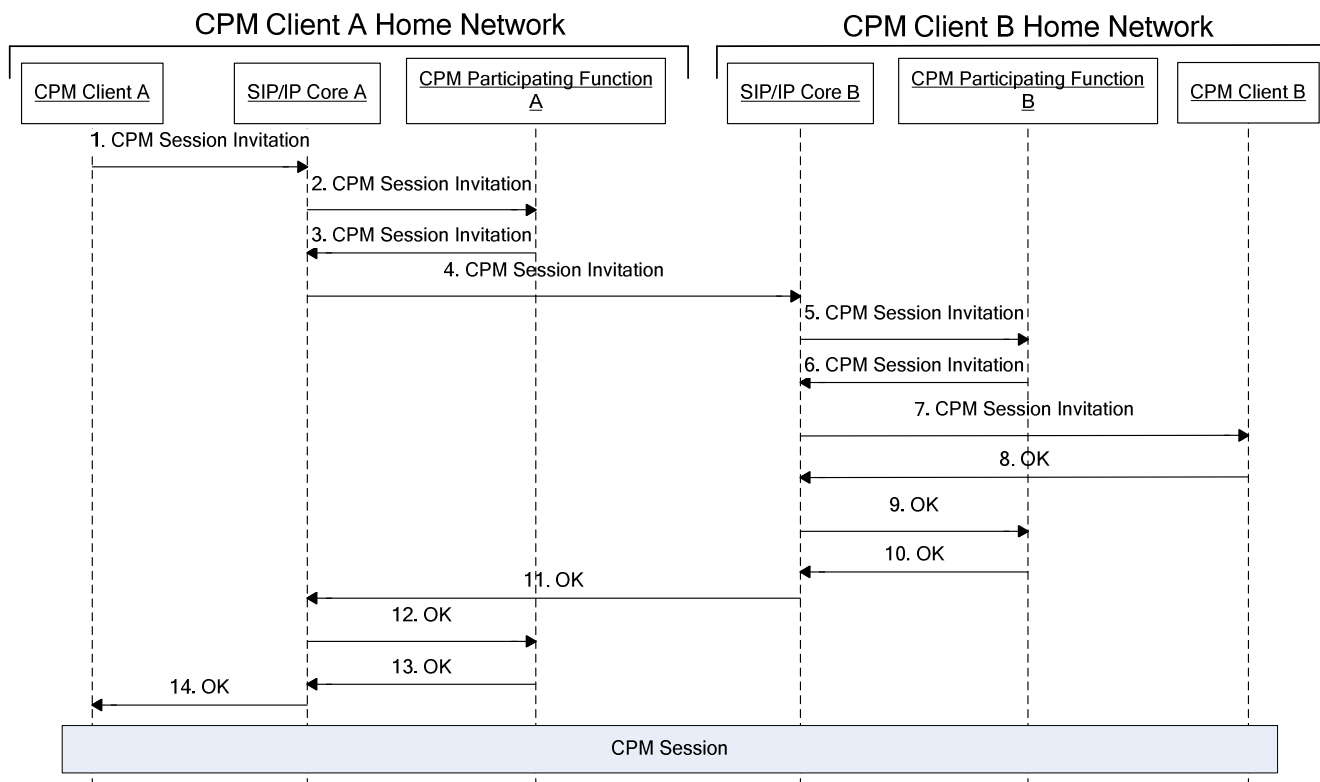 CPM Client A Home Network
CPM Client B Home Network
CPM Client A
SIP/IP Core A
CPM Participating Function
A
SIP/IP Core B
CPM Participating Function
B
CPM Client B
1. CPM Session Invitation
2. CPM Session Invitation
3. CPM Session Invitation
4. CPM Session Invitation
5. CPM Session Invitation
6. CPM Session Invitation
7. CPM Session Invitation
8. OK
9. OK
10. OK
11. OK
12. OK
13. OK
14. OK
CPM Session